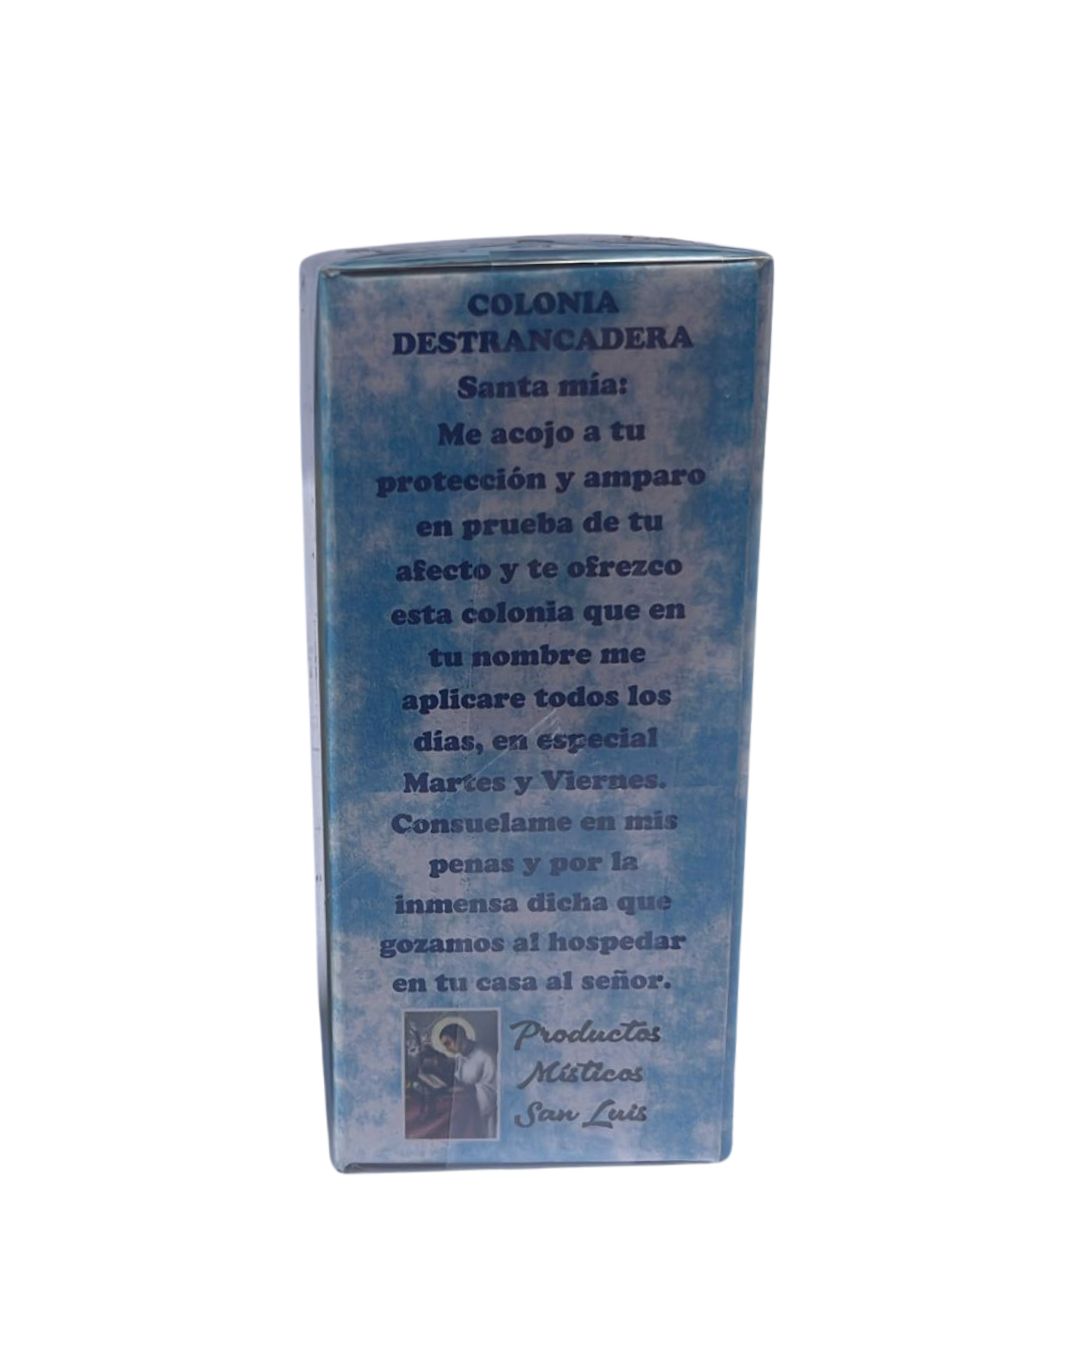 COLONIA
DESTRANCADERA
Santa mía:
Me acojo a tu
protección y amparo
en prueba de tu
afecto y te ofrezco
esta colonia que en
tu nombre me
aplicare todos los
días, en especial
Martes y Viernes.
Consuelame en mis
penas y por la
inmensa dicha que
gozamos al hospedar
en tu casa al señor.
Productos
Místicos
San Luis